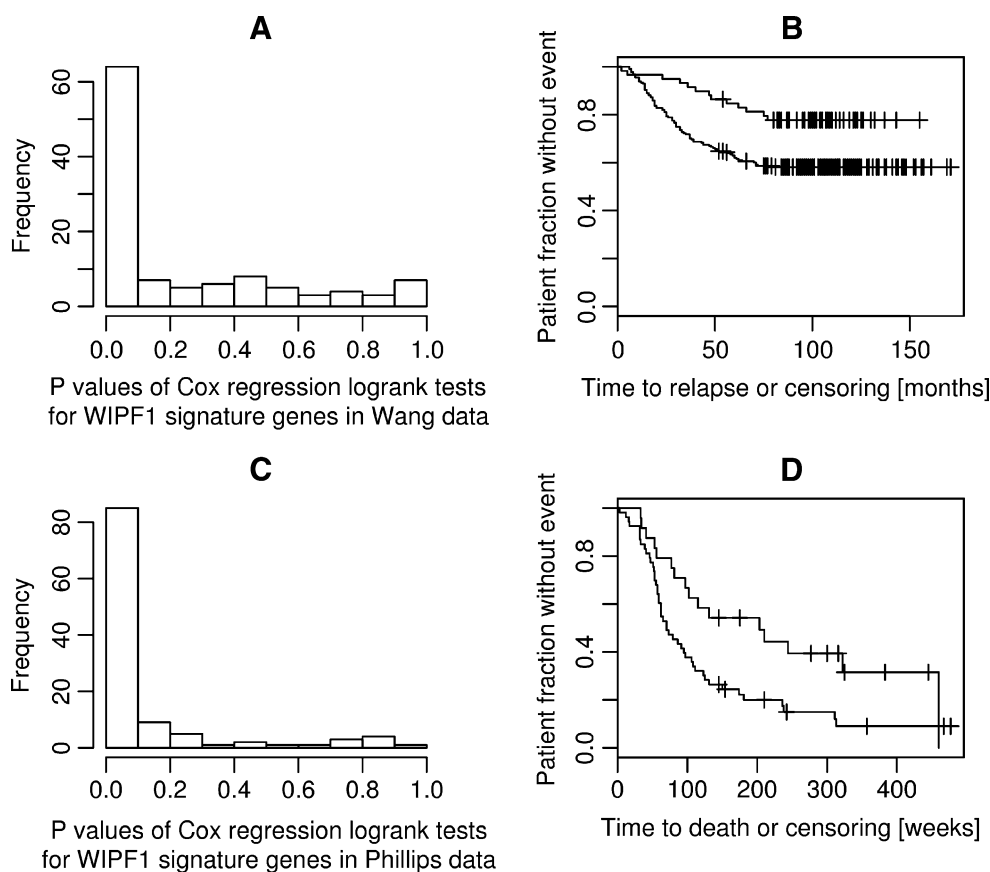 A
Frequency
0
20
40
60
0.0 0.2 0.4 0.6 0.8 1.0
P values of Cox regression logrank tests
for WIPF1 signature genes in Wang data
B
Patient fraction without event
0.0
0.4
0.8
0 50 100 150
Time to relapse or censoring [months]
C
Frequency
0
20
40
60
80
0.0 0.2 0.4 0.6 0.8 1.0
P values of Cox regression logrank tests
for WIPF1 signature genes in Phillips data
D
Patient fraction without event
0.0
0.4
0.8
0 100 200 300 400
Time to death or censoring [weeks]